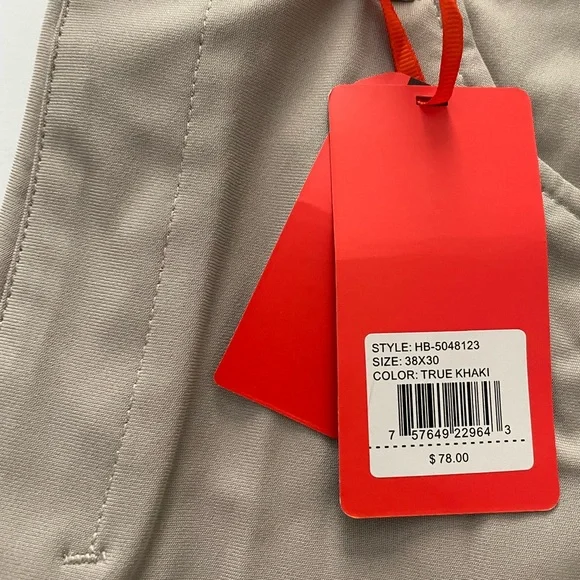 STYLE: HB-5048123
SIZE: 38X30
COLOR: TRUE KHAKI
7 57649 22964 3
$ 78.00